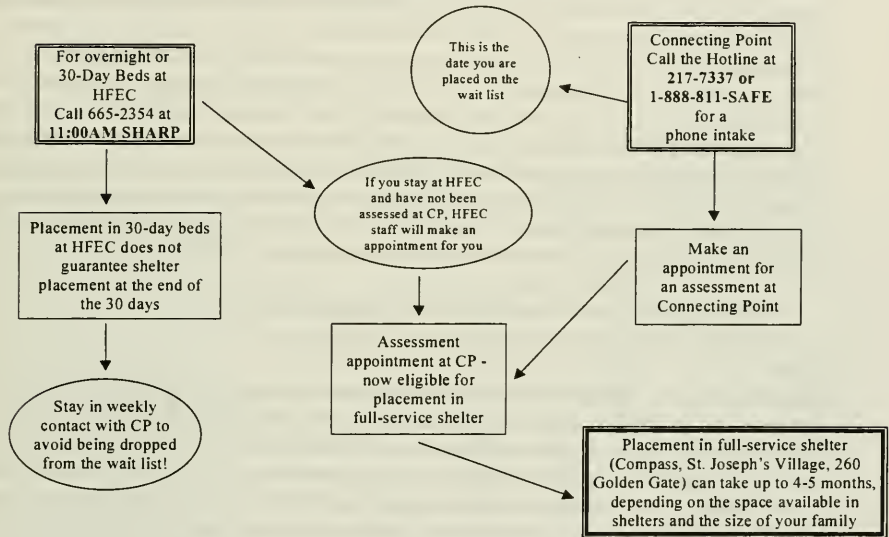 For overnight or
30-Day Beds at
HFEC
Call 665-2354 at
11:00AM SHARP
This is the
date you are
placed on the
wait list
Connecting Point
Call the Hotline at
217-7337 or
1-888-811-SAFE
for a
phone intake
If you stay at HFEC
and have not been
assessed at CP, HFEC
staff will make an
appointment for you
Placement in 30-day beds
at HFEC does not
guarantee shelter
placement at the end of
the 30 days
Make an
appointment for
an assessment at
Connecting Point
Assessment
appointment at CP -
now eligible for
placement in
full-service shelter
Stay in weekly
contact with CP to
avoid being dropped
from the wait list!
Placement in full-service shelter
(Compass, St. Joseph's Village, 260
Golden Gate) can take up to 4-5 months,
depending on the space available in
shelters and the size of your family